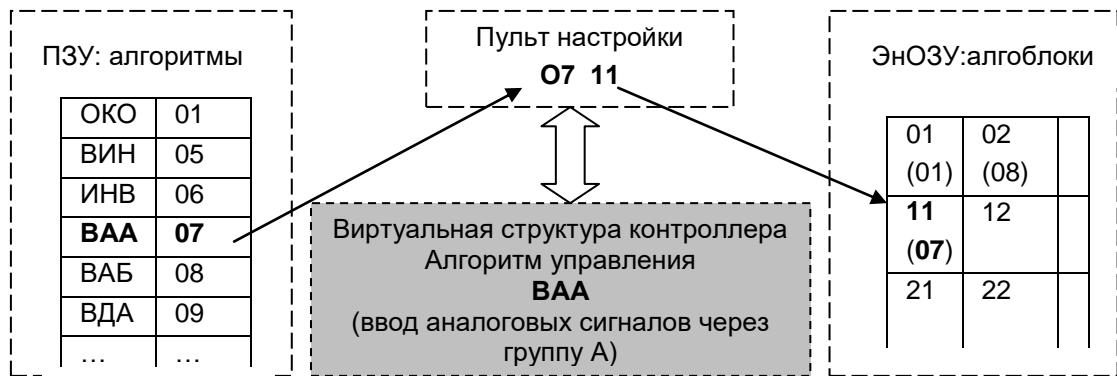 ПЗУ: алгоритмы
ОКО 01
ВИН 05
ИНВ 06
ВАА 07
ВАБ 08
ВДА 09
... ...
Пульт настройки
О7 11
Виртуальная структура контроллера
Алгоритм управления
ВАА
(ввод аналоговых сигналов через
группу А)
ЭнОЗУ:алгоблоки
01 02
(01) (08)
11 12
(07)
21 22